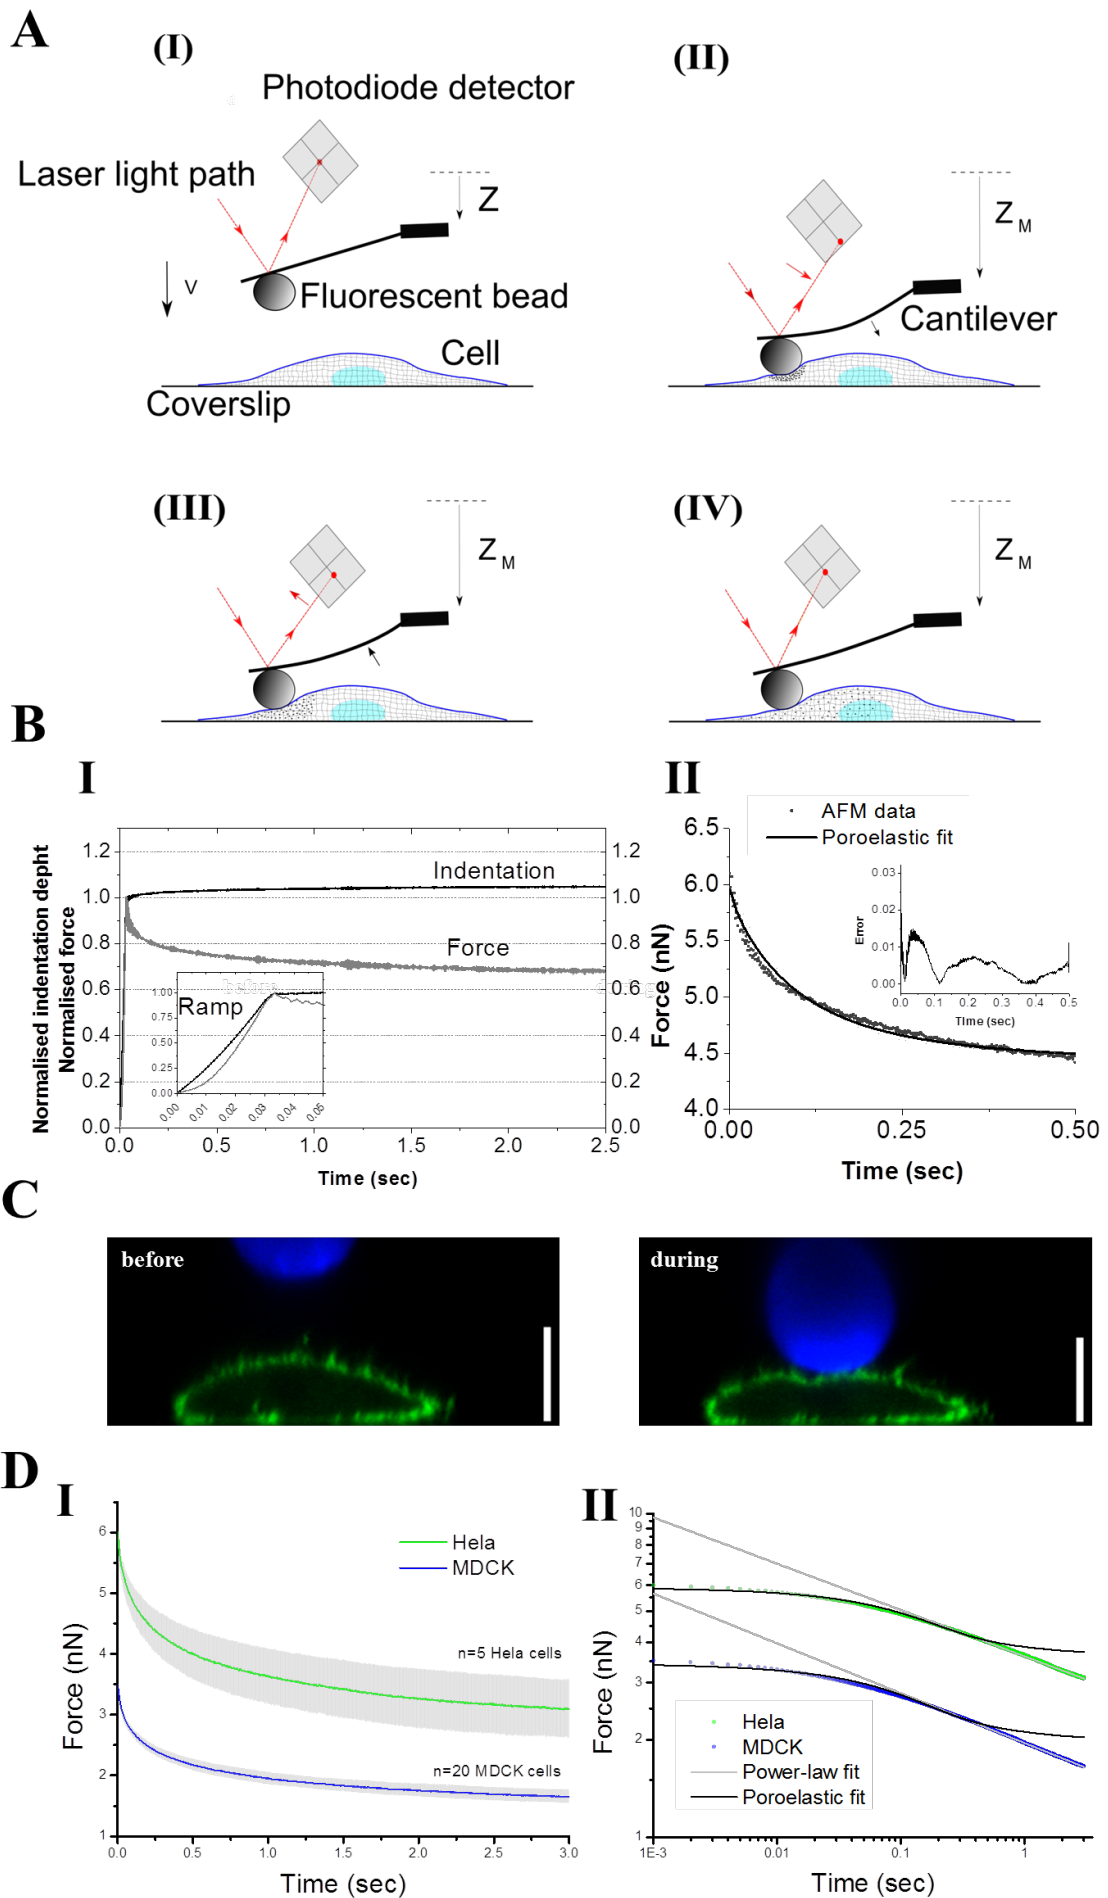 A
(I)
Photodiode detector
Laser light path
Z
V
Fluorescent bead
Cell
Coverslip
(II)
Z M
Cantilever
(III)
Z M
(IV)
Z M
B
I
Normalised indentation depht
Normalised force
1.2
1.0
0.8
0.6
0.4
0.2
0.0
Indentation
Force
before
during
Ramp
1.00
0.75
0.50
0.25
0.00
0.00 0.01 0.02 0.03 0.04 0.05
1.2
1.0
0.8
0.6
0.4
0.2
0.0
0.0 0.5 1.0 1.5 2.0 2.5
Time (sec)
II
AFM data
Poroelastic fit
Force (nN)
6.5
6.0
5.5
5.0
4.5
4.0
Error
0.03
0.02
0.01
0.00
0.0 0.1 0.2 0.3 0.4 0.5
Time (sec)
0.00 0.25 0.50
Time (sec)
C
before
during
D
I
Force (nN)
6
5
4
3
2
1
Hela
MDCK
n=5 Hela cells
n=20 MDCK cells
0.0 0.5 1.0 1.5 2.0 2.5 3.0
Time (sec)
II
Force (nN)
10
9
8
7
6
5
4
3
2
1
Hela
MDCK
Power-law fit
Poroelastic fit
1E-3 0.01 0.1 1
Time (sec)